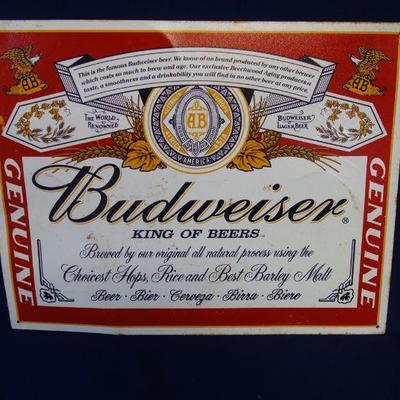 This is the famous Budweiser beer. We know of no brand produced by any other brewer
which costs so much to brew and age. Our exclusive Beechwood Aging produces a
taste, a smoothness and a drinkability you will find in no other beer at any price.
AB
AB
AB
THE WORLD
RENOWNED
BUDWEISER
LAGER BEER
AMERICA
GENUINE
GENUINE
Budweiser®
KING OF BEERS™
Brewed by our original all natural process using the
Choicest Hops, Rice and Best Barley Malt
Beer · Bier · Cerveza · Birra · Biere